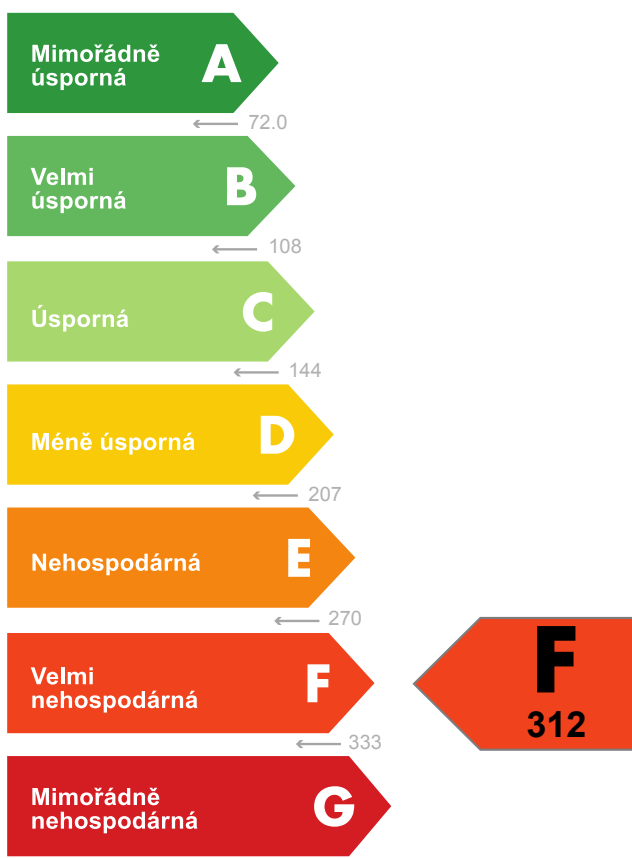 Mimořádně
úsporná
A
← 72.0
Velmi
úsporná
B
← 108
Úsporná
C
← 144
Méně úsporná
D
← 207
Nehospodárná
E
← 270
Velmi
nehospodárná
F
F
312
← 333
Mimořádně
nehospodárná
G